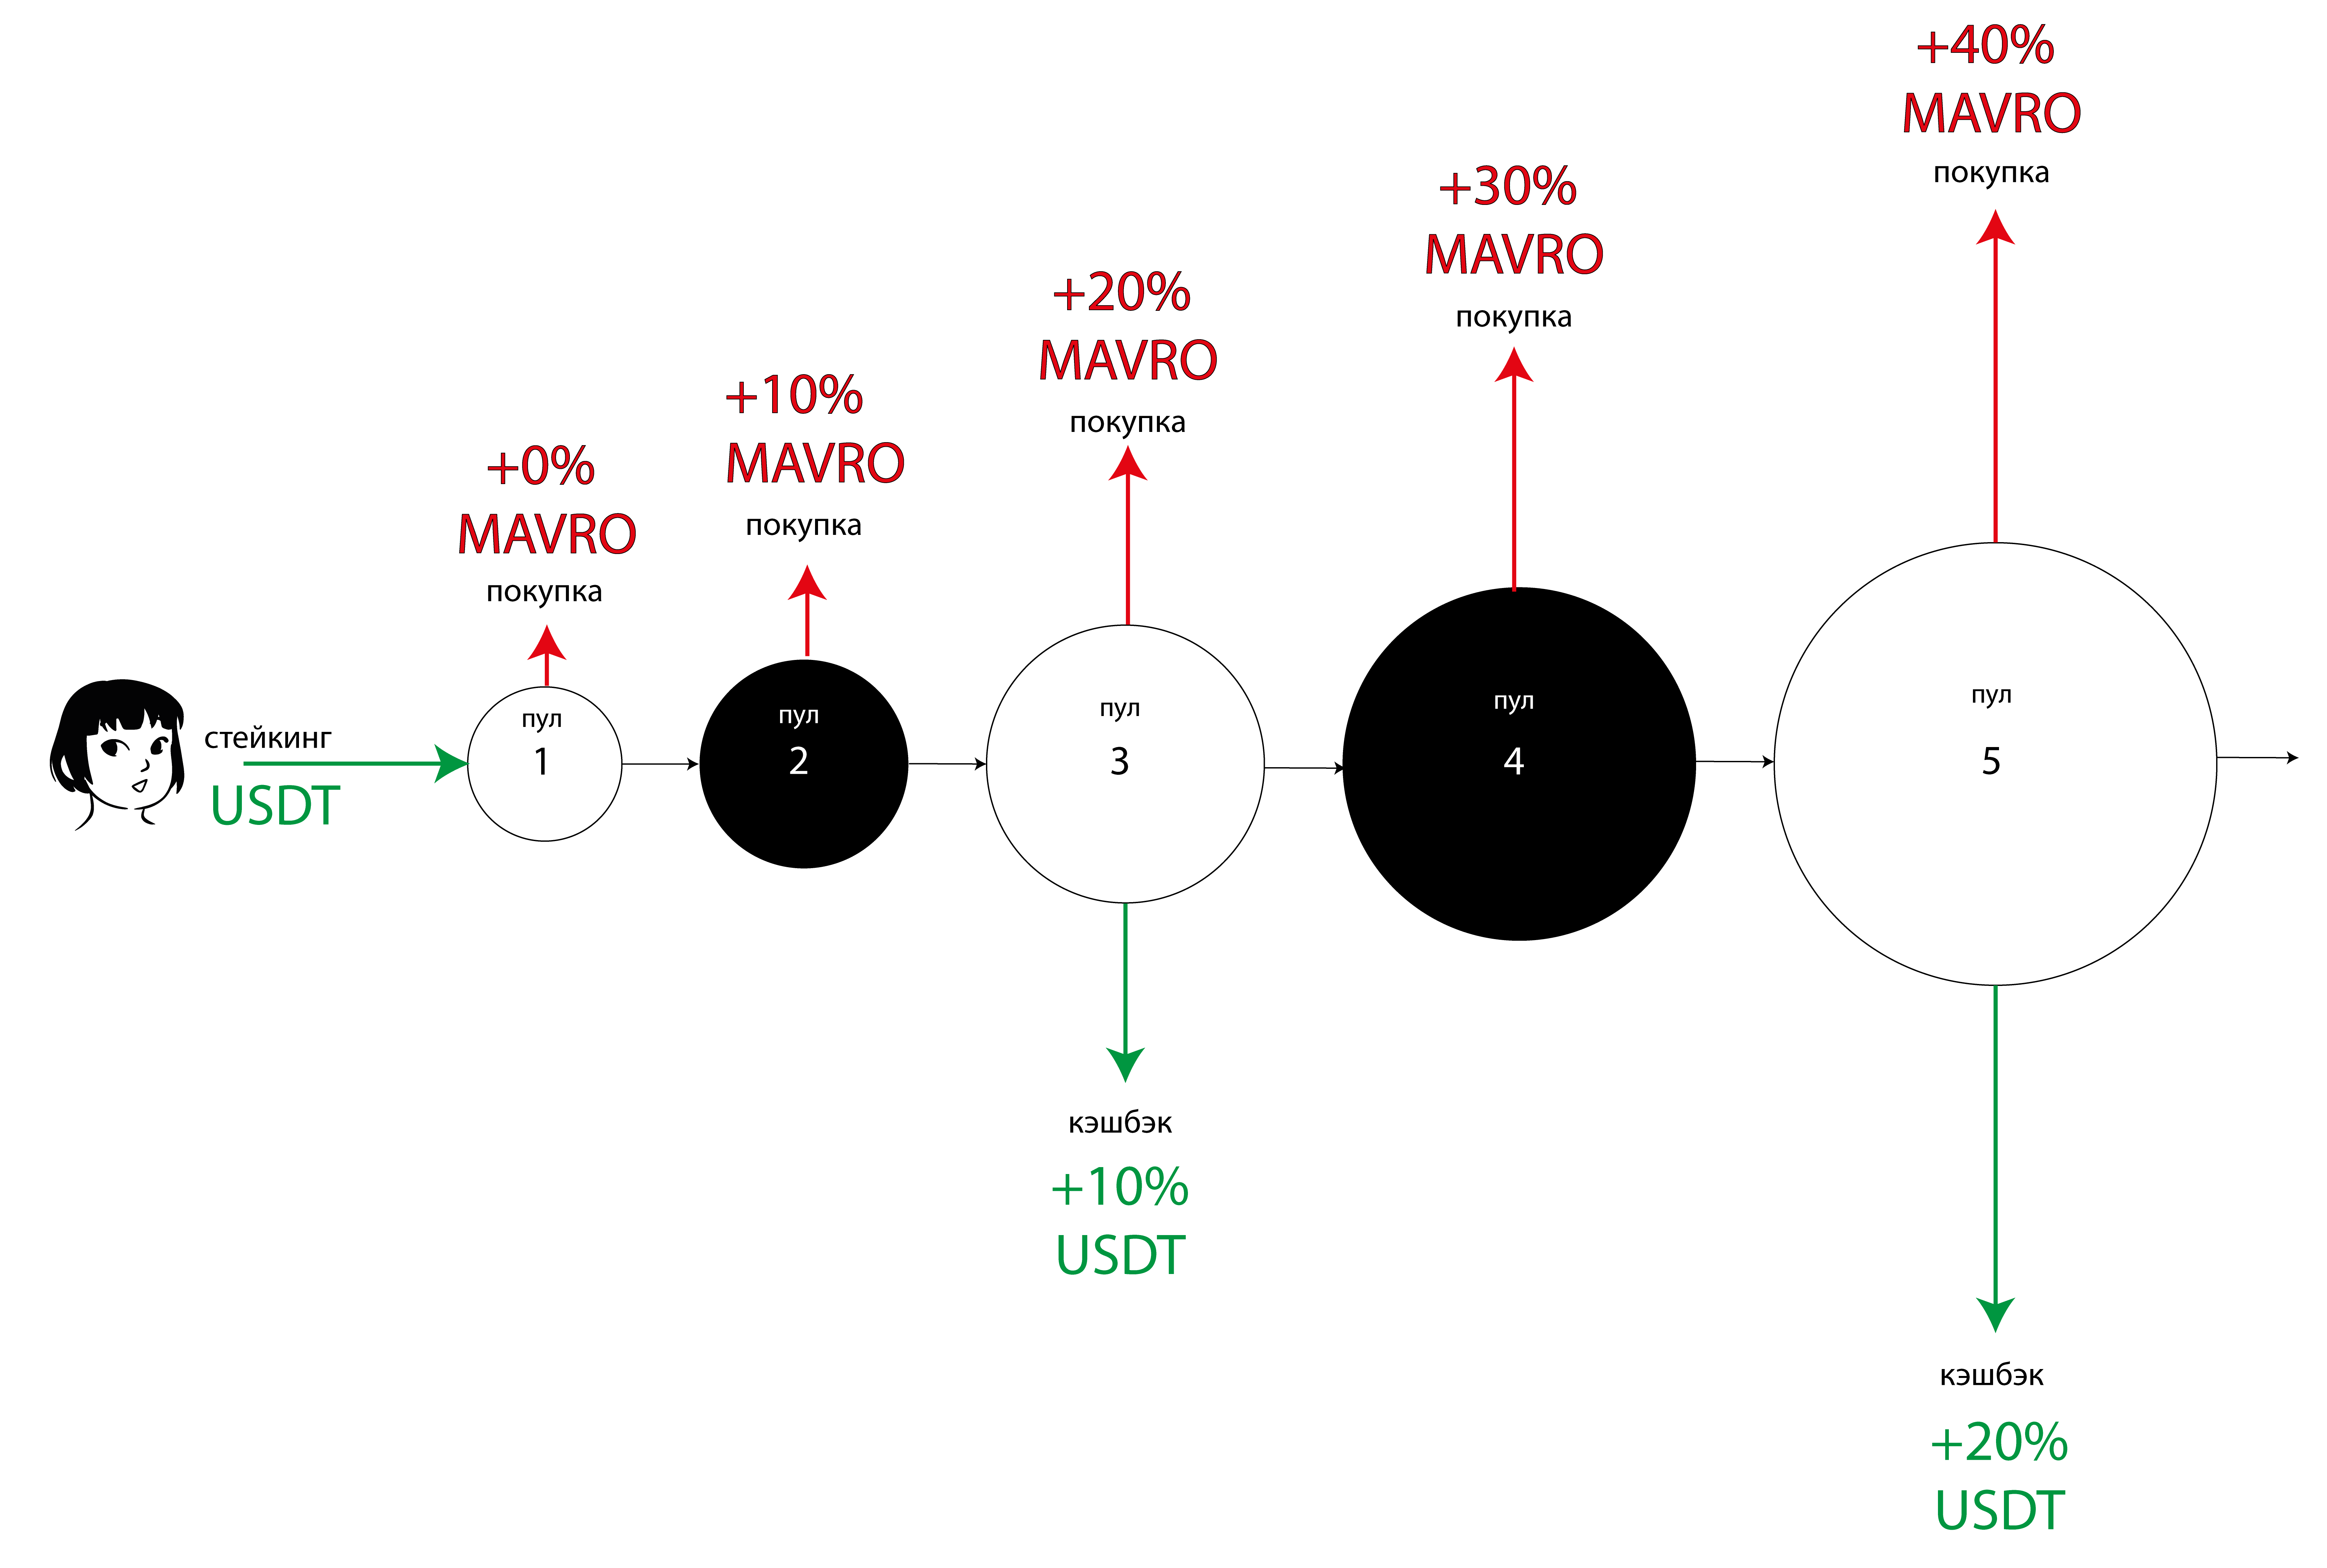 +40%
MAVRO
покупка
+30%
MAVRO
покупка
+20%
MAVRO
покупка
+10%
MAVRO
покупка
+0%
MAVRO
покупка
стейкинг
USDT
пул
1
пул
2
пул
3
пул
4
пул
5
кэшбэк
+10%
USDT
кэшбэк
+20%
USDT